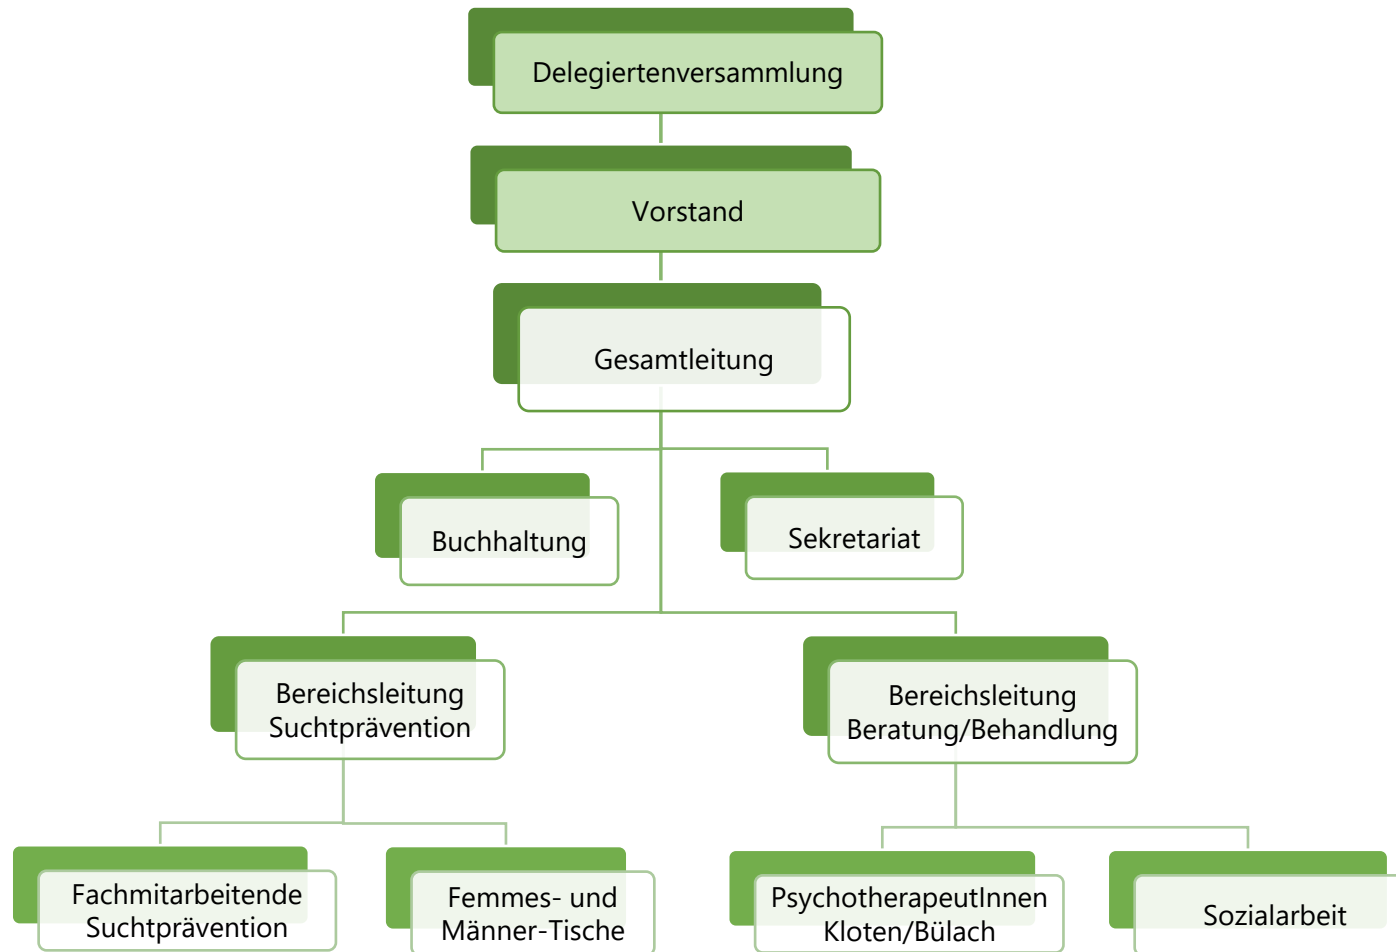 Delegiertenversammlung
Vorstand
Gesamtleitung
Buchhaltung
Sekretariat
Bereichsleitung
Suchtprävention
Bereichsleitung
Beratung/Behandlung
Fachmitarbeitende
Suchtprävention
Femmes- und
Männer-Tische
PsychotherapeutInnen
Kloten/Bülach
Sozialarbeit